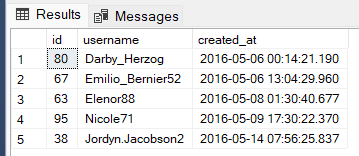 Results Messages
id username created_at
1 80 Darby_Herzog 2016-05-06 00:14:21.190
2 67 Emilio_Bernier52 2016-05-06 13:04:29.960
3 63 Elenor88 2016-05-08 01:30:40.677
4 95 Nicole71 2016-05-09 17:30:22.370
5 38 Jordyn.Jacobson2 2016-05-14 07:56:25.837